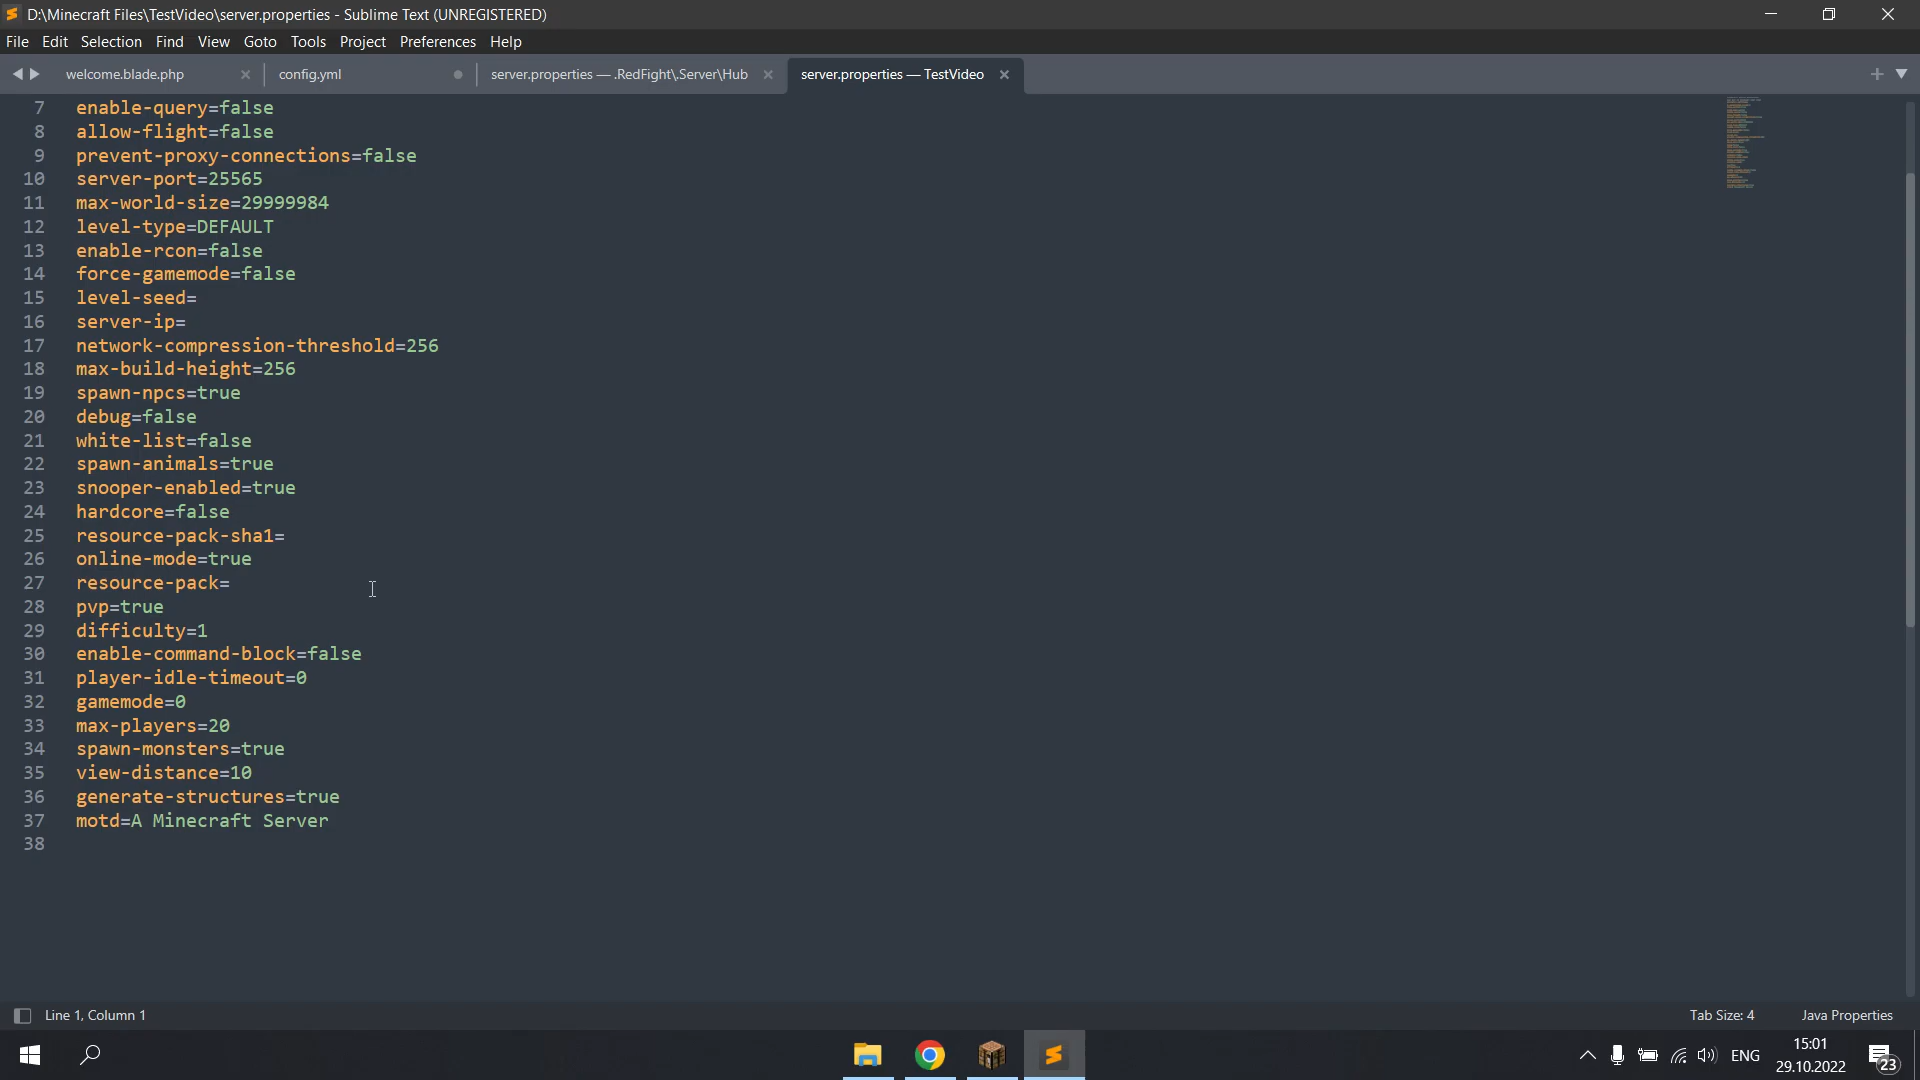 D:\Minecraft Files\TestVideo\server.properties - Sublime Text (UNREGISTERED)
File Edit Selection Find View Goto Tools Project Preferences Help
welcome.blade.php config.yml server.properties — .RedFight\.Server\Hub server.properties — TestVideo
7 enable-query=false
8 allow-flight=false
9 prevent-proxy-connections=false
10 server-port=25565
11 max-world-size=29999984
12 level-type=DEFAULT
13 enable-rcon=false
14 force-gamemode=false
15 level-seed=
16 server-ip=
17 network-compression-threshold=256
18 max-build-height=256
19 spawn-npcs=true
20 debug=false
21 white-list=false
22 spawn-animals=true
23 snooper-enabled=true
24 hardcore=false
25 resource-pack-sha1=
26 online-mode=true
27 resource-pack=
28 pvp=true
29 difficulty=1
30 enable-command-block=false
31 player-idle-timeout=0
32 gamemode=0
33 max-players=20
34 spawn-monsters=true
35 view-distance=10
36 generate-structures=true
37 motd=A Minecraft Server
38
Line 1, Column 1 Tab Size: 4 Java Properties
ENG 15:01
29.10.2022 23